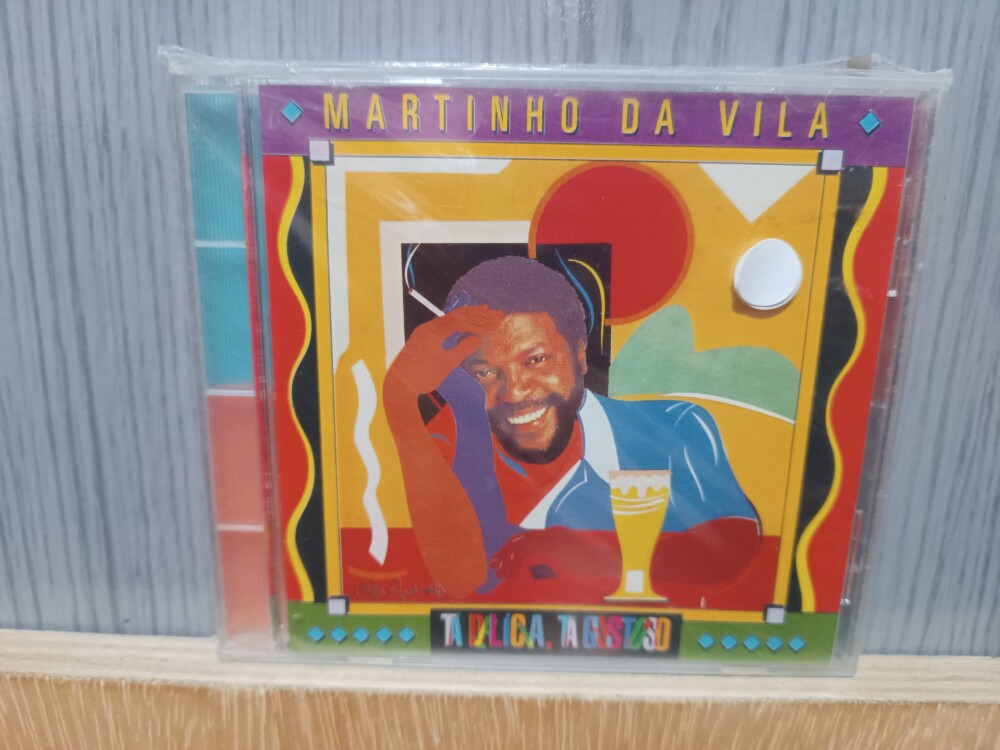 MARTINHO DA VILA
TÁ DELÍCIA, TÁ GOSTOSO